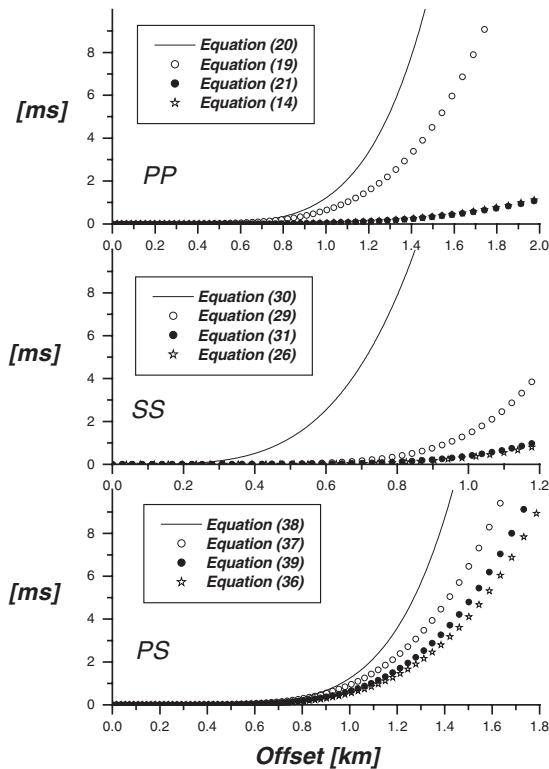 8
6
4
2
0
[ms]
Equation (20)
Equation (19)
Equation (21)
Equation (14)
PP
0.0 0.2 0.4 0.6 0.8 1.0 1.2 1.4 1.6 1.8 2.0
8
6
4
2
0
[ms]
Equation (30)
Equation (29)
Equation (31)
Equation (26)
SS
0.0 0.2 0.4 0.6 0.8 1.0 1.2
8
6
4
2
0
[ms]
Equation (38)
Equation (37)
Equation (39)
Equation (36)
PS
0.0 0.2 0.4 0.6 0.8 1.0 1.2 1.4 1.6 1.8
Offset [km]